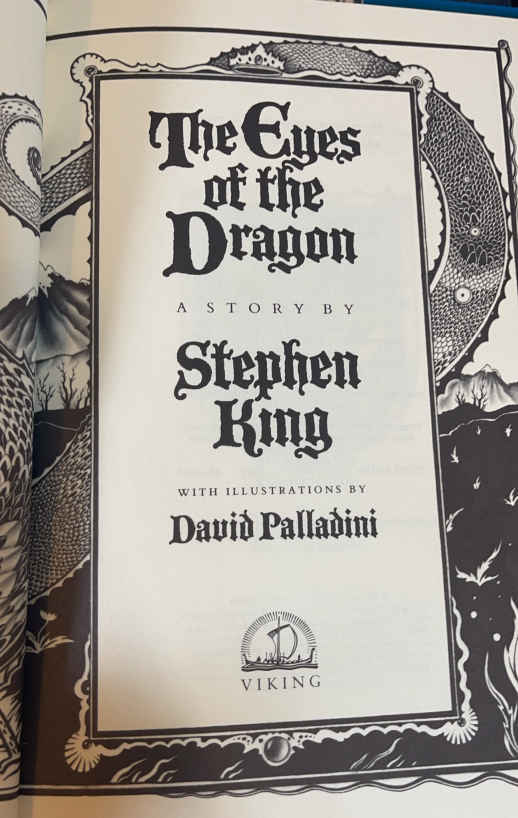 The Eyes
of the
Dragon
A STORY BY
Stephen
King
WITH ILLUSTRATIONS BY
David Palladini
VIKING